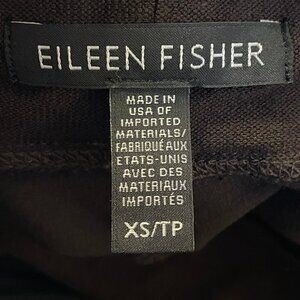 EILEEN FISHER
MADE IN
USA OF
IMPORTED
MATERIALS/
FABRIQUÉ AUX
ETATS-UNIS
AVEC DES
MATERIAUX
IMPORTÉS
XS/TP